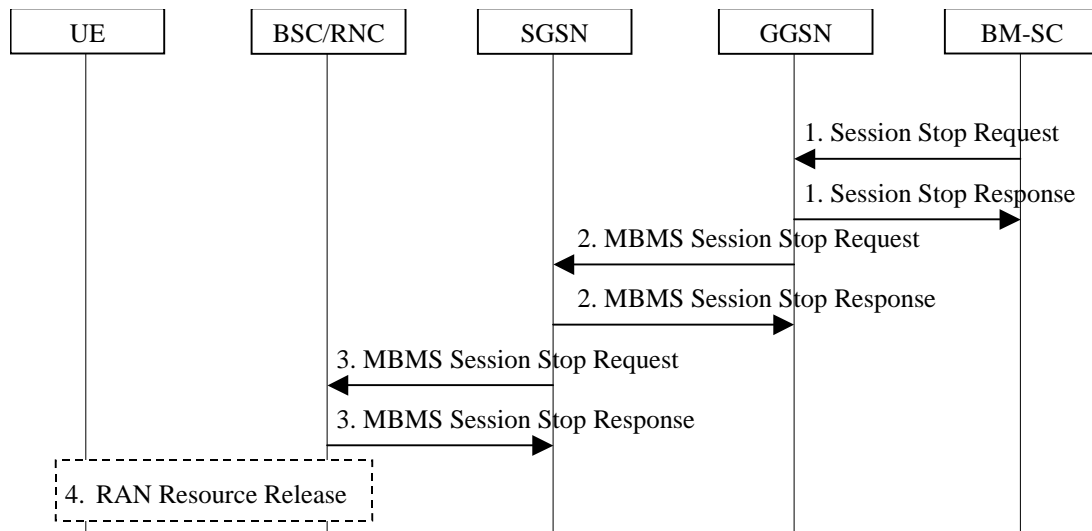 UE BSC/RNC SGSN GGSN BM-SC
1. Session Stop Request
1. Session Stop Response
2. MBMS Session Stop Request
2. MBMS Session Stop Response
3. MBMS Session Stop Request
3. MBMS Session Stop Response
4. RAN Resource Release